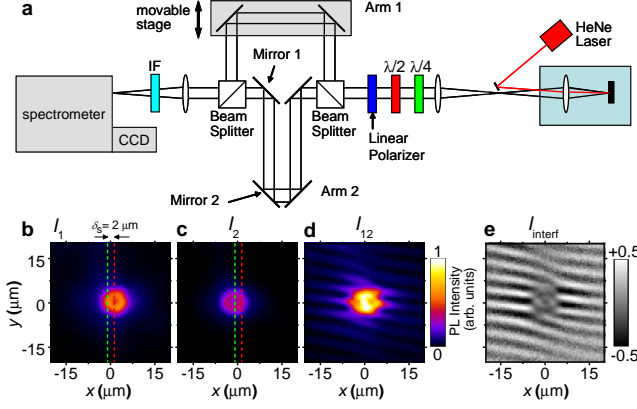 a
movable
stage
Arm 1
HeNe
Laser
Mirror 1
IF
λ/2 λ/4
spectrometer
CCD
Beam
Splitter
Beam
Splitter
Linear
Polarizer
Mirror 2
Arm 2
b I1 c I2 d I12 e Iinterf
δs= 2 µm
15
0
-15
y (µm)
-15 0 15
x (µm)
-15 0 15
x (µm)
-15 0 15
x (µm)
1
0
PL Intensity
(arb. units)
-15 0 15
x (µm)
+0.5
-0.5